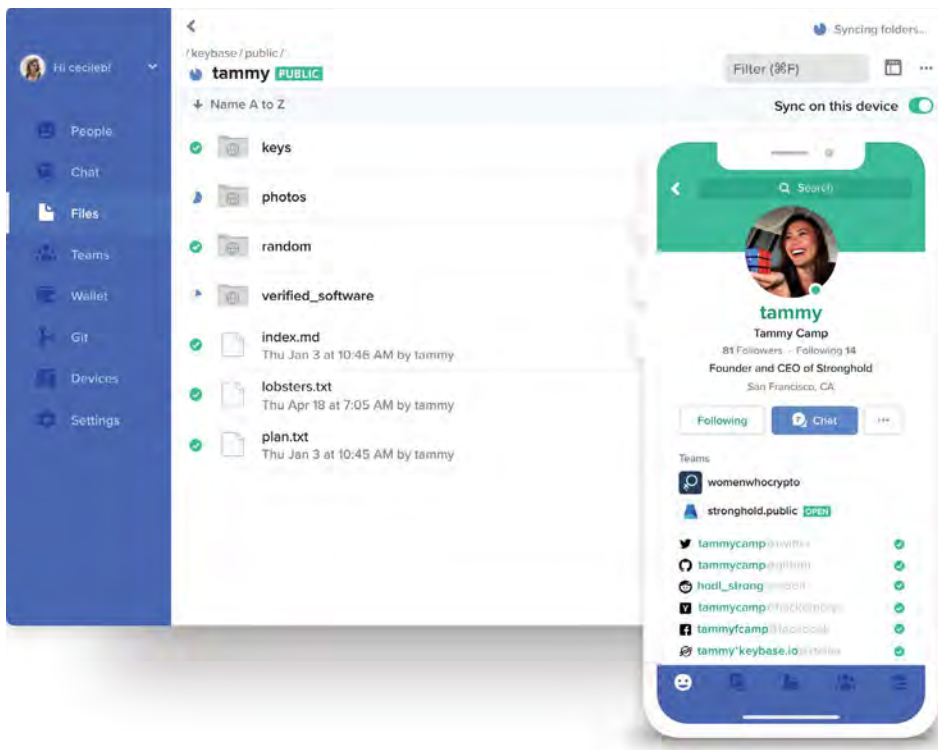 Syncing folders...
/keybase/public/
Hi cecileb!
tammy PUBLIC
Filter (⌘F)
Name A to Z
Sync on this device
People
Chat
Files
Teams
Wallet
Git
Devices
Settings
keys
photos
random
verified_software
index.md
Thu Jan 3 at 10:46 AM by tammy
lobsters.txt
Thu Apr 18 at 7:05 AM by tammy
plan.txt
Thu Jan 3 at 10:45 AM by tammy
Search
tammy
Tammy Camp
81 Followers · Following 14
Founder and CEO of Stronghold
San Francisco, CA
Following
Chat
Teams
womenwhocrypto
stronghold.public OPEN
tammycamp@twitter
tammycamp@github
hodl_strong
tammycamp
tammyfcamp@facebook
tammy*keybase.io